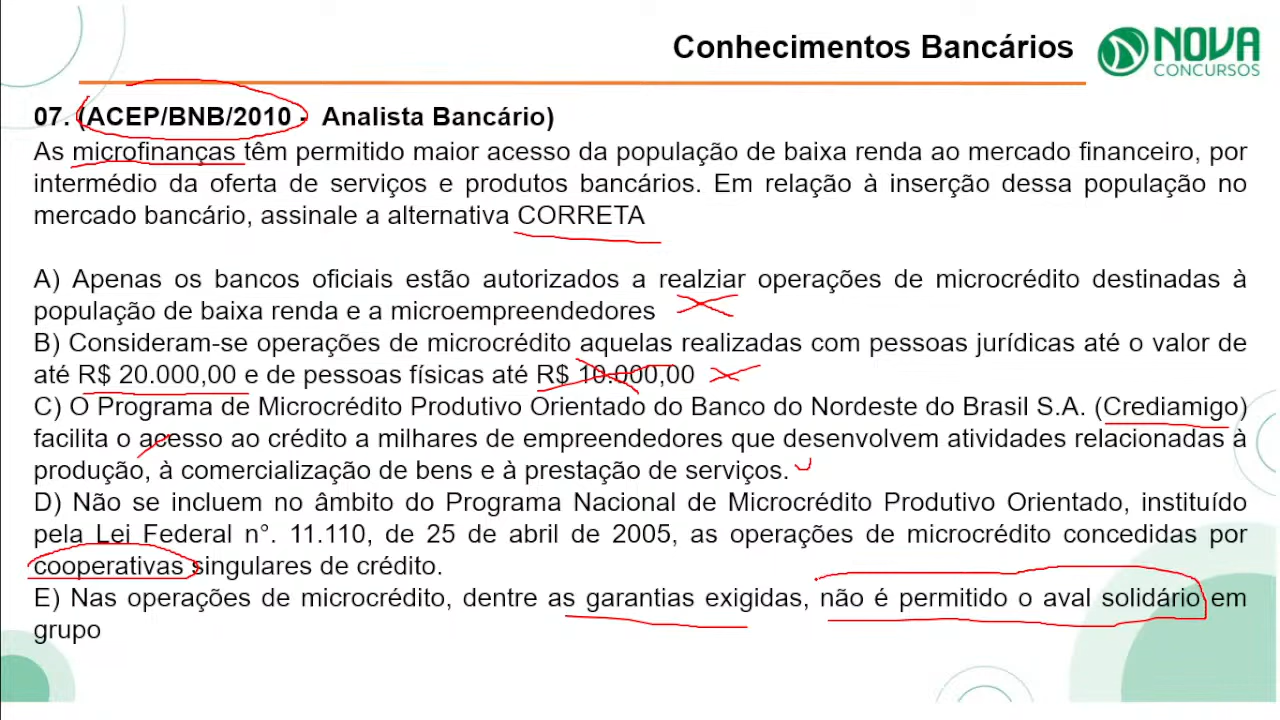 Conhecimentos Bancários
NOVA
CONCURSOS
07. (ACEP/BNB/2010 - Analista Bancário)
As microfinanças têm permitido maior acesso da população de baixa renda ao mercado financeiro, por
intermédio da oferta de serviços e produtos bancários. Em relação à inserção dessa população no
mercado bancário, assinale a alternativa CORRETA
A) Apenas os bancos oficiais estão autorizados a realziar operações de microcrédito destinadas à
população de baixa renda e a microempreendedores
B) Consideram-se operações de microcrédito aquelas realizadas com pessoas jurídicas até o valor de
até R$ 20.000,00 e de pessoas físicas até R$ 10.000,00
C) O Programa de Microcrédito Produtivo Orientado do Banco do Nordeste do Brasil S.A. (Crediamigo)
facilita o acesso ao crédito a milhares de empreendedores que desenvolvem atividades relacionadas à
produção, à comercialização de bens e à prestação de serviços.
D) Não se incluem no âmbito do Programa Nacional de Microcrédito Produtivo Orientado, instituído
pela Lei Federal n°. 11.110, de 25 de abril de 2005, as operações de microcrédito concedidas por
cooperativas singulares de crédito.
E) Nas operações de microcrédito, dentre as garantias exigidas, não é permitido o aval solidário em
grupo